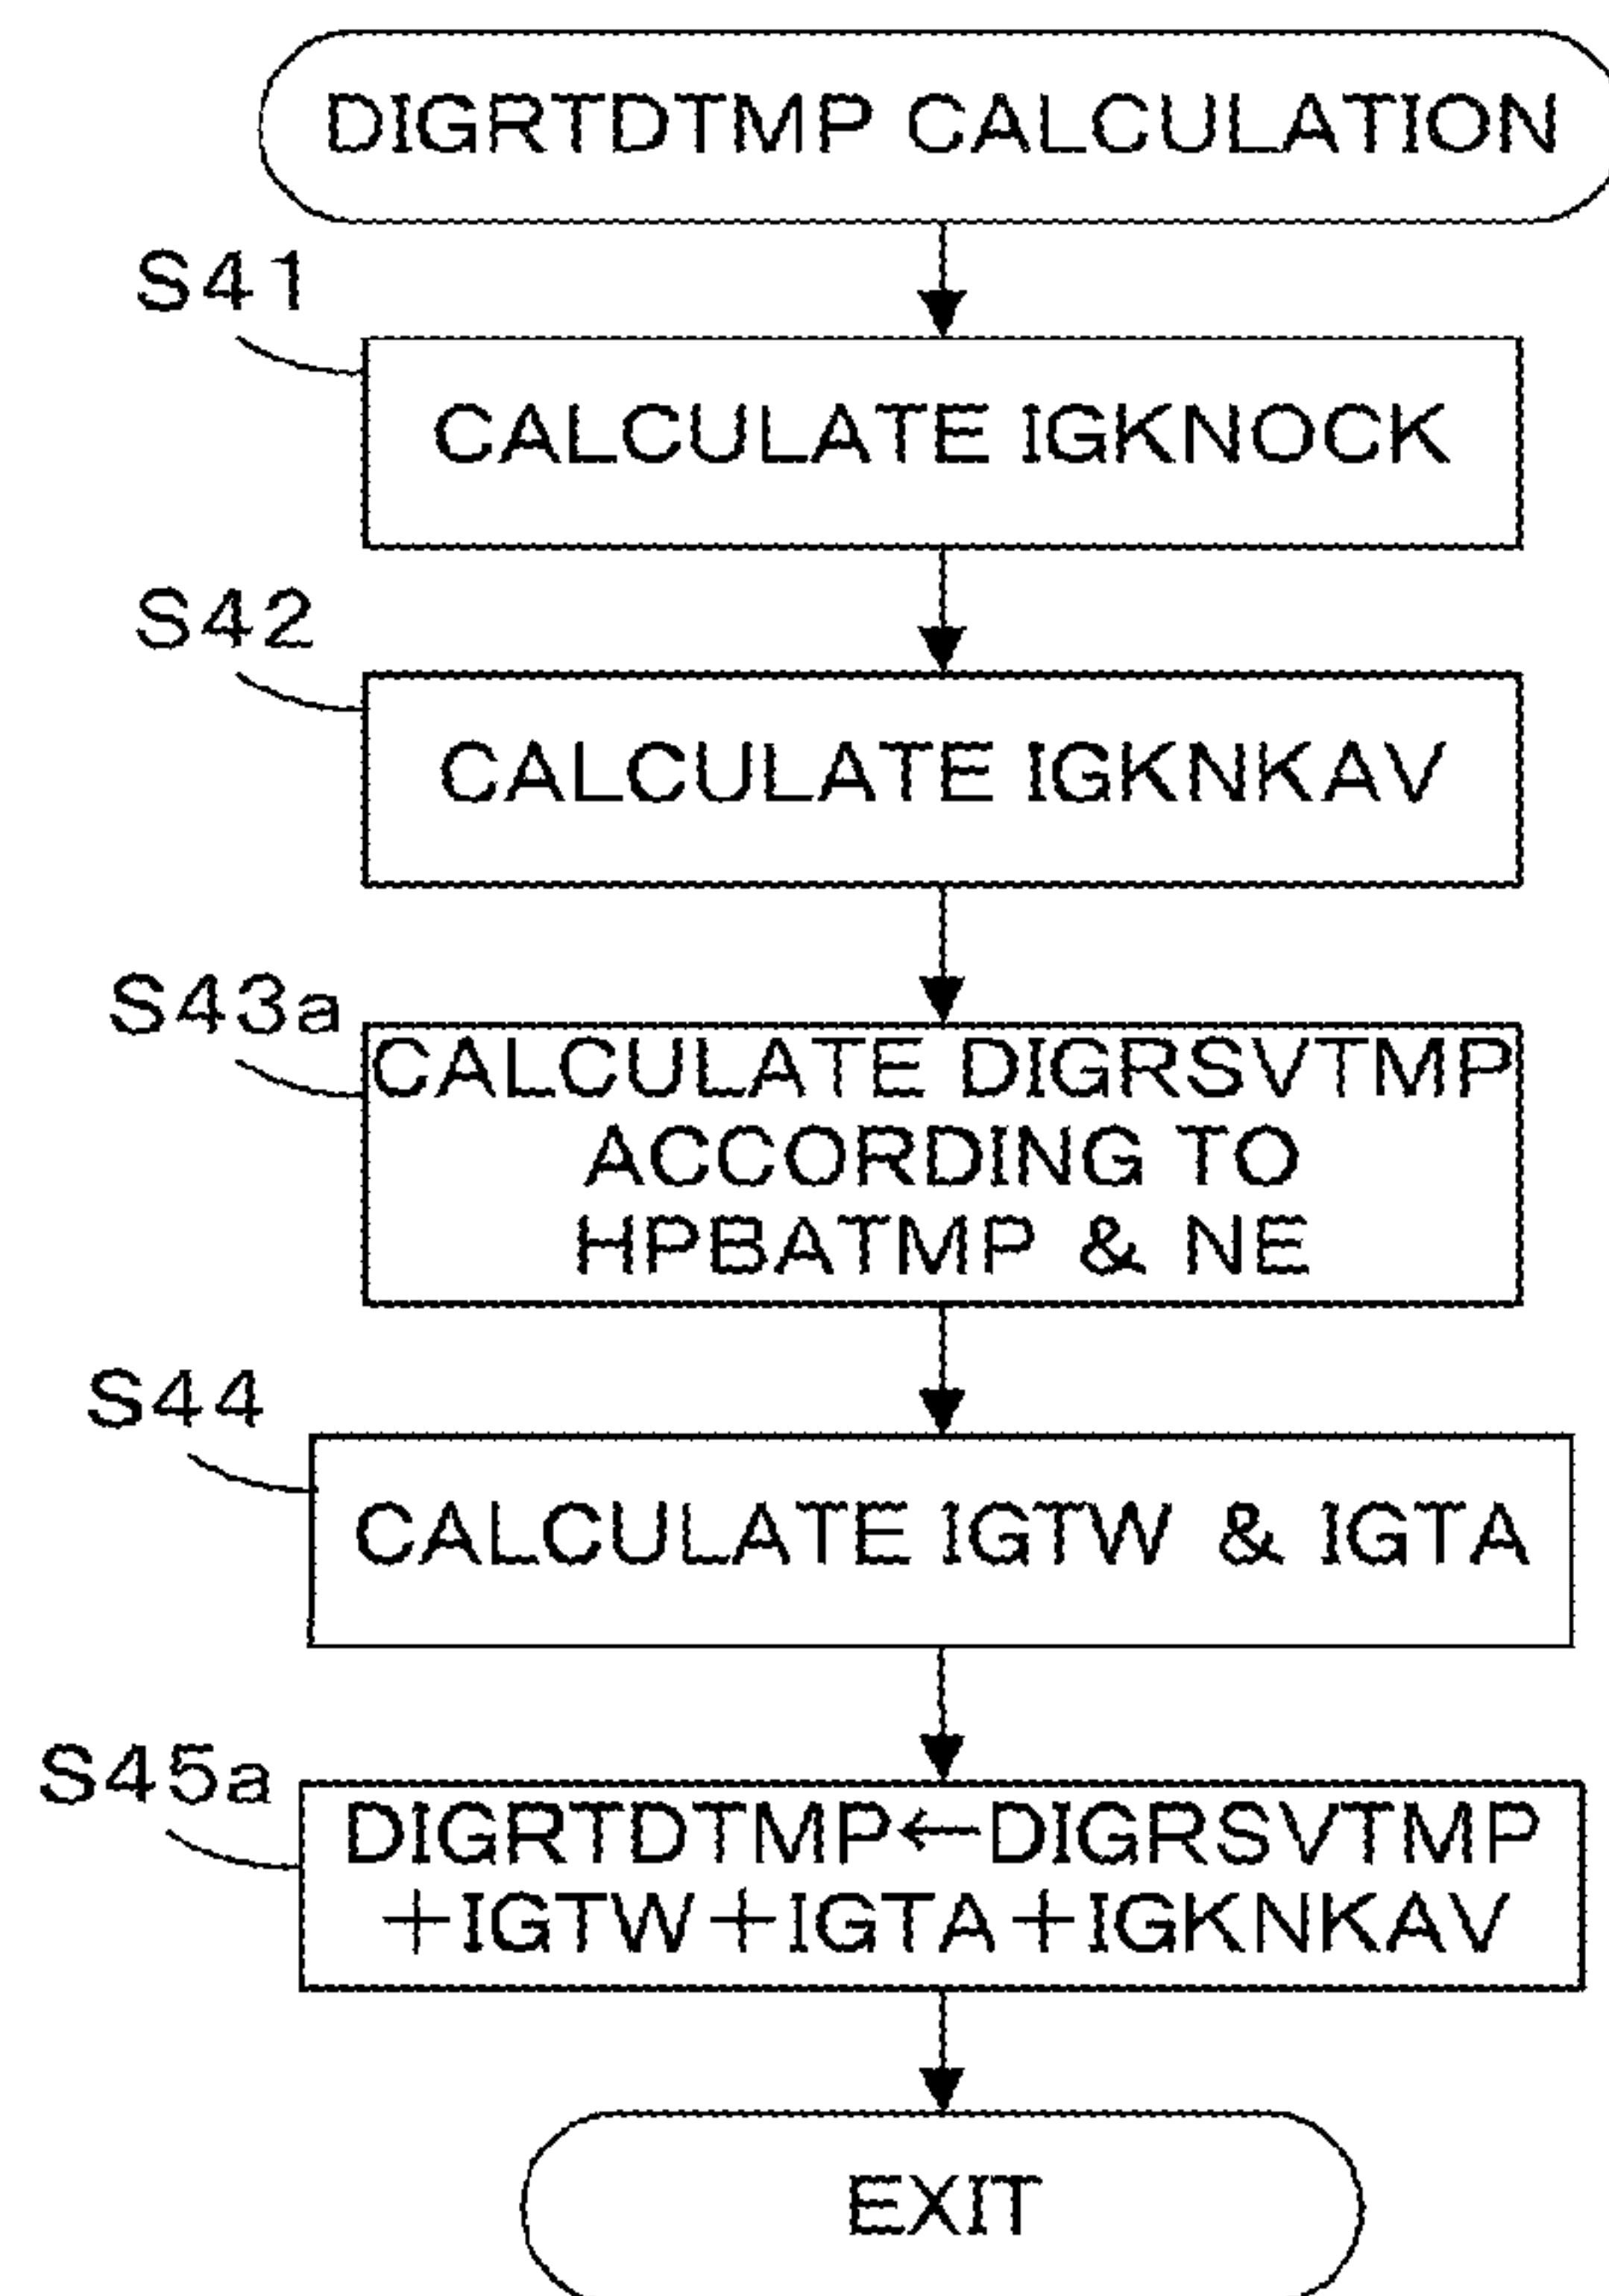 DIGRTDTMP CALCULATION
S41
CALCULATE IGKNOCK
S42
CALCULATE IGKNKAV
S43a
CALCULATE DIGRSVTMP
ACCORDING TO
HPBATMP & NE
S44
CALCULATE IGTW & IGTA
S45a
DIGRTDTMP←DIGRSVTMP
+IGTW+IGTA+IGKNKAV
EXIT